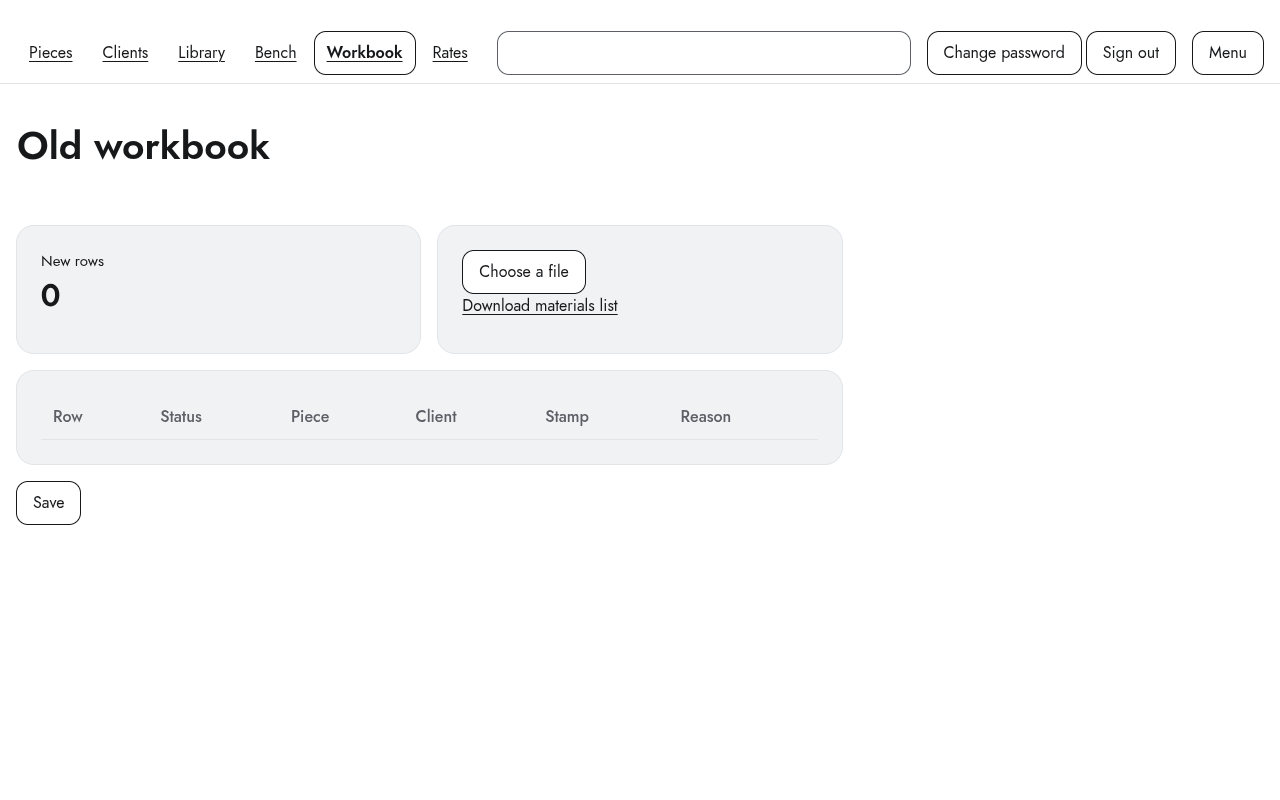 Pieces Clients Library Bench Workbook Rates Change password Sign out Menu
Old workbook
New rows
0
Choose a file
Download materials list
Row Status Piece Client Stamp Reason
Save